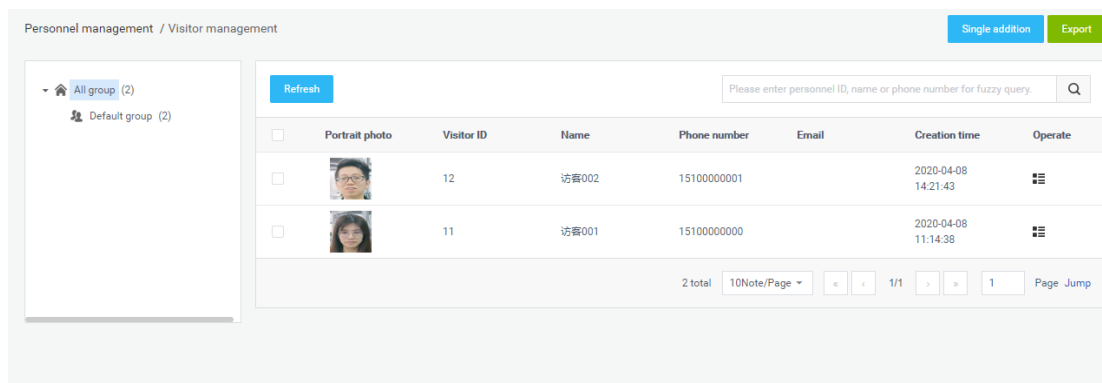 Personnel management / Visitor management
Single addition
Export
All group (2)
Default group (2)
Refresh
Please enter personnel ID, name or phone number for fuzzy query.
Portrait photo Visitor ID Name Phone number Email Creation time Operate
12 访客002 15100000001 2020-04-08
14:21:43
11 访客001 15100000000 2020-04-08
11:14:38
2 total 10Note/Page « ‹ 1/1 › » 1 Page Jump